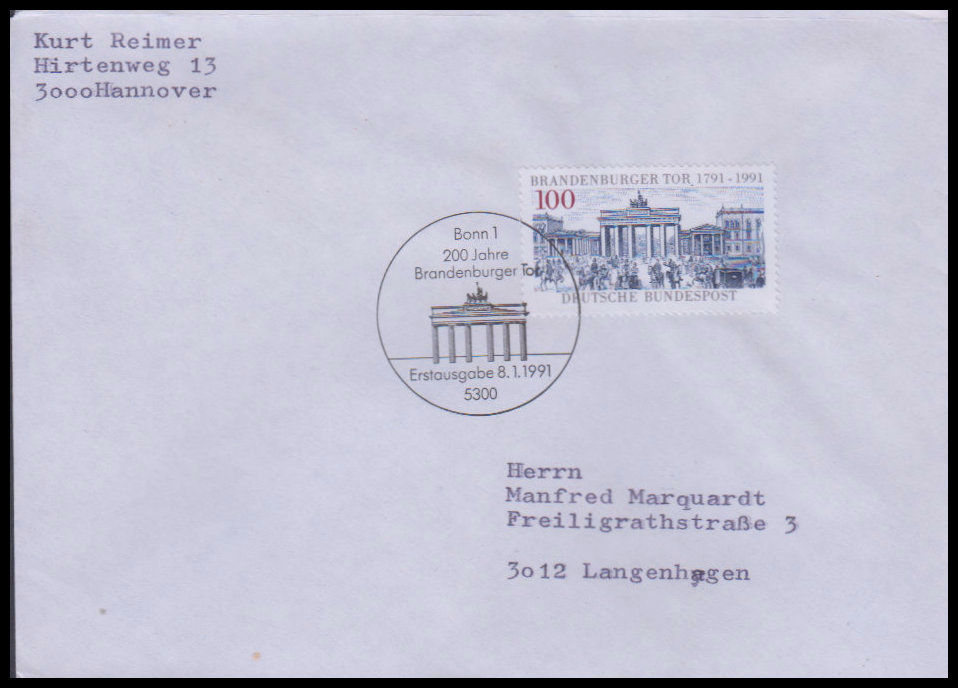 Kurt Reimer
Hirtenweg 13
3oooHannover
BRANDENBURGER TOR 1791-1991
100
DEUTSCHE BUNDESPOST
Bonn 1
200 Jahre
Brandenburger Tor
Erstausgabe 8.1.1991
5300
Herrn
Manfred Marquardt
Freiligrathstraße 3
3o12 Langenhagen